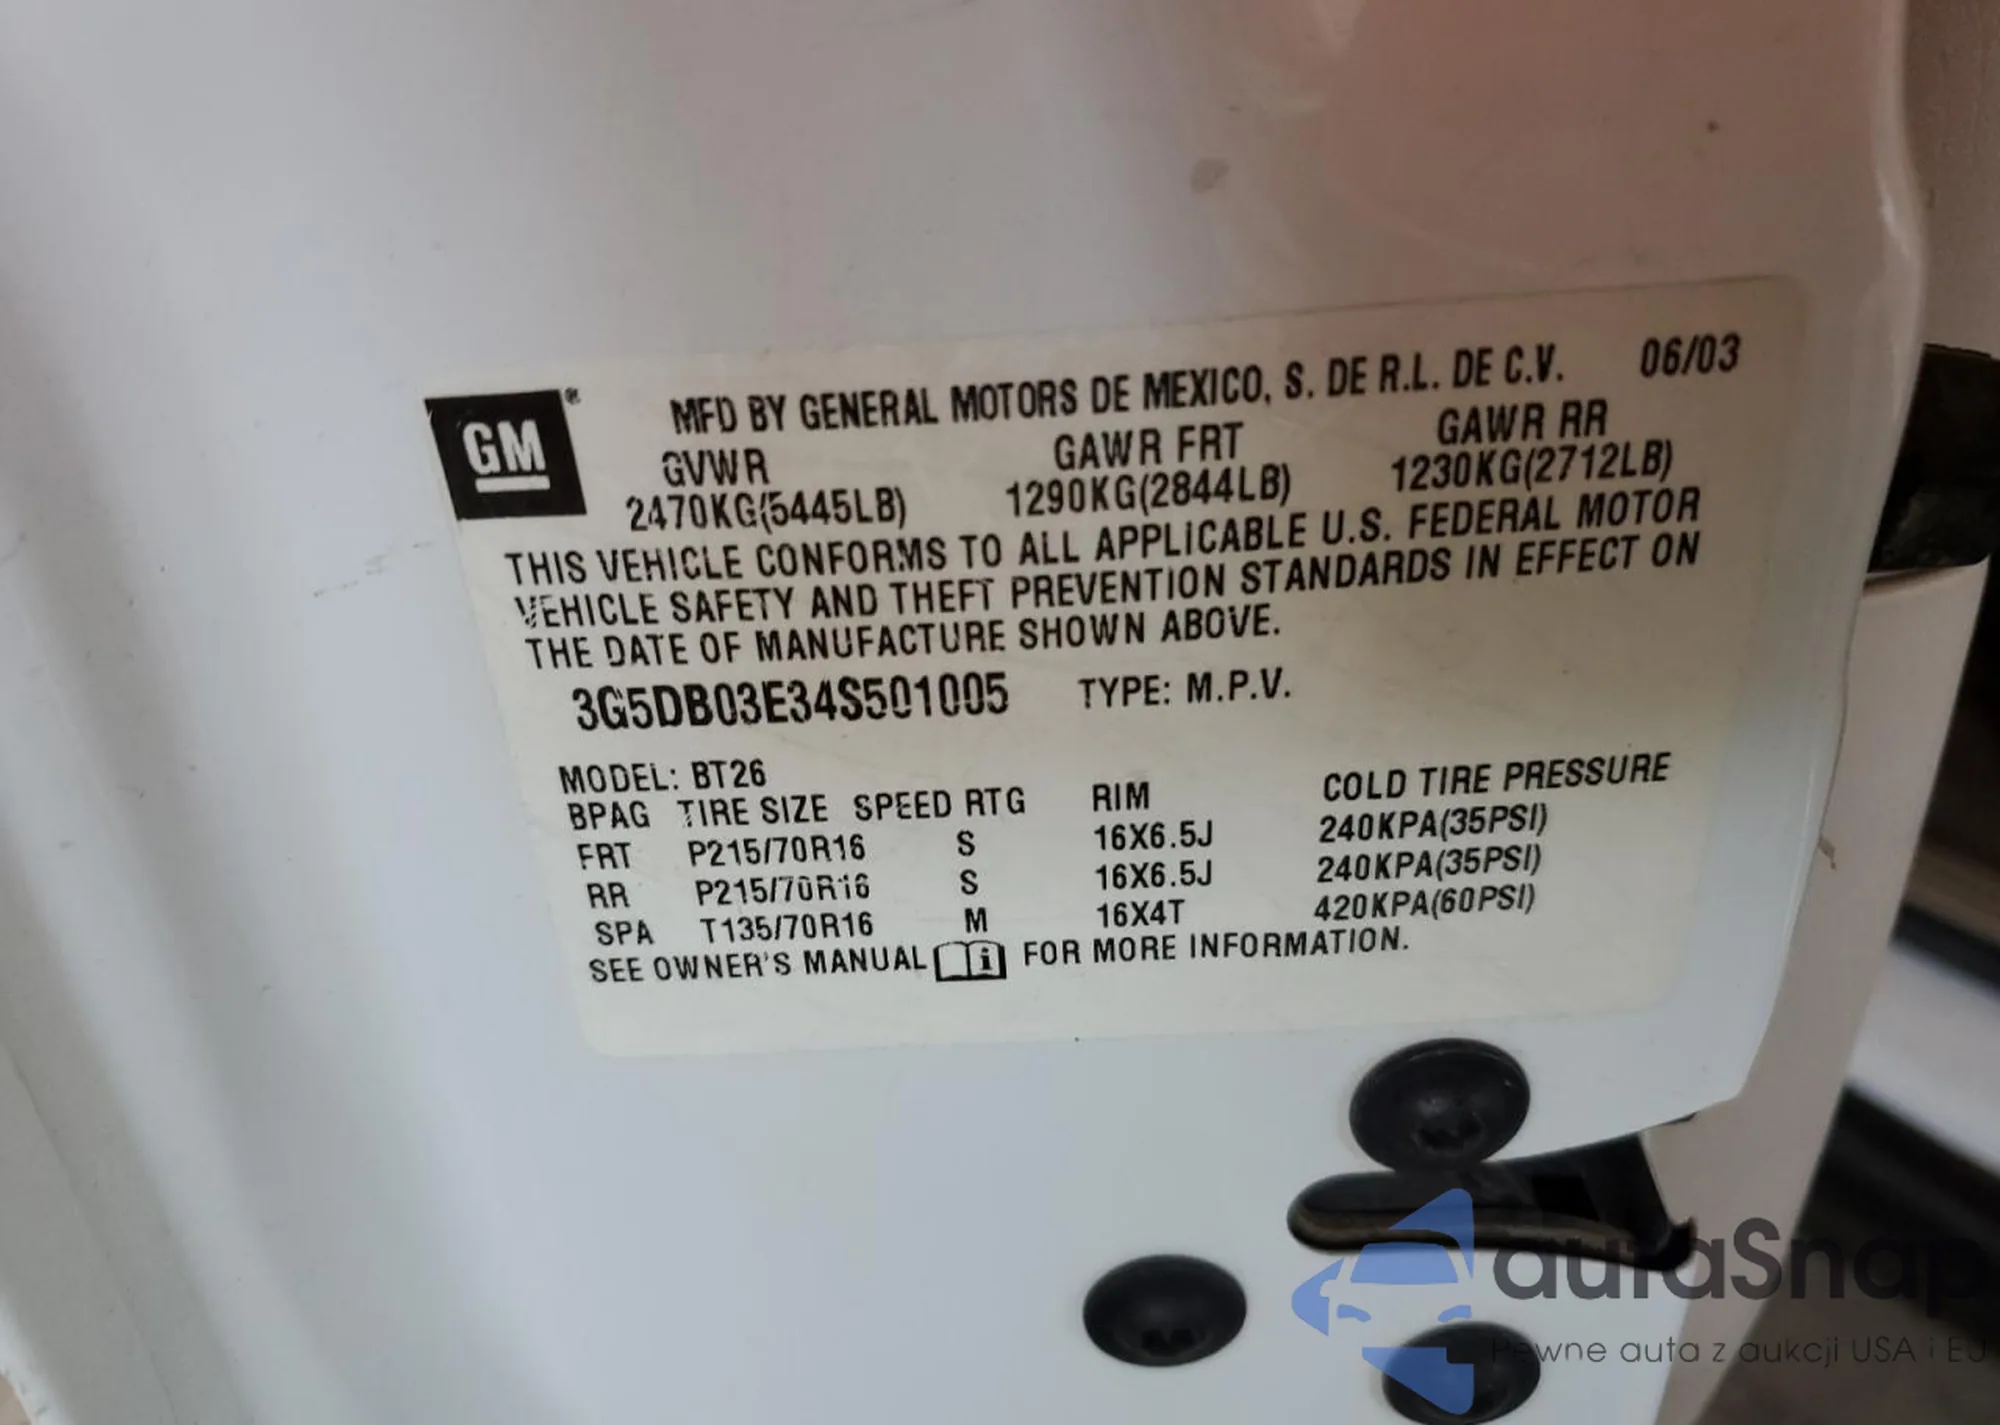 GM®
MFD BY GENERAL MOTORS DE MEXICO, S. DE R.L. DE C.V. 06/03
GVWR GAWR FRT GAWR RR
2470KG(5445LB) 1290KG(2844LB) 1230KG(2712LB)
THIS VEHICLE CONFORMS TO ALL APPLICABLE U.S. FEDERAL MOTOR
VEHICLE SAFETY AND THEFT PREVENTION STANDARDS IN EFFECT ON
THE DATE OF MANUFACTURE SHOWN ABOVE.
3G5DB03E34S501005 TYPE: M.P.V.
MODEL: BT26
BPAG TIRE SIZE SPEED RTG RIM COLD TIRE PRESSURE
FRT P215/70R16 S 16X6.5J 240KPA(35PSI)
RR P215/70R16 S 16X6.5J 240KPA(35PSI)
SPA T135/70R16 M 16X4T 420KPA(60PSI)
SEE OWNER'S MANUAL i FOR MORE INFORMATION.
auraSnap
Pewne auta z aukcji USA i EU